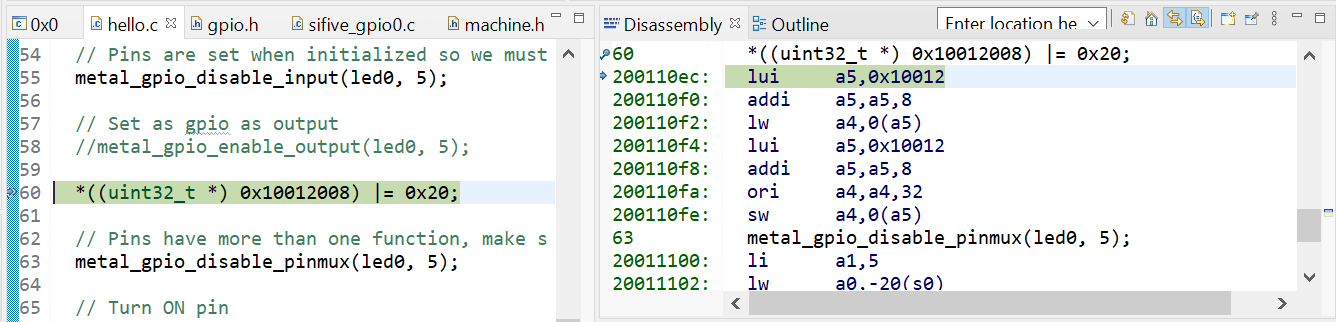 0x0 hello.c gpio.h sifive_gpio0.c machine.h
54 // Pins are set when initialized so we must
55 metal_gpio_disable_input(led0, 5);
56
57 // Set as gpio as output
58 //metal_gpio_enable_output(led0, 5);
59
60 *((uint32_t *) 0x10012008) |= 0x20;
61
62 // Pins have more than one function, make s
63 metal_gpio_disable_pinmux(led0, 5);
64
65 // Turn ON pin
Disassembly Outline Enter location he
60 *((uint32_t *) 0x10012008) |= 0x20;
200110ec: lui a5,0x10012
200110f0: addi a5,a5,8
200110f2: lw a4,0(a5)
200110f4: lui a5,0x10012
200110f8: addi a5,a5,8
200110fa: ori a4,a4,32
200110fe: sw a4,0(a5)
63 metal_gpio_disable_pinmux(led0, 5);
20011100: li a1,5
20011102: lw a0,-20(s0)